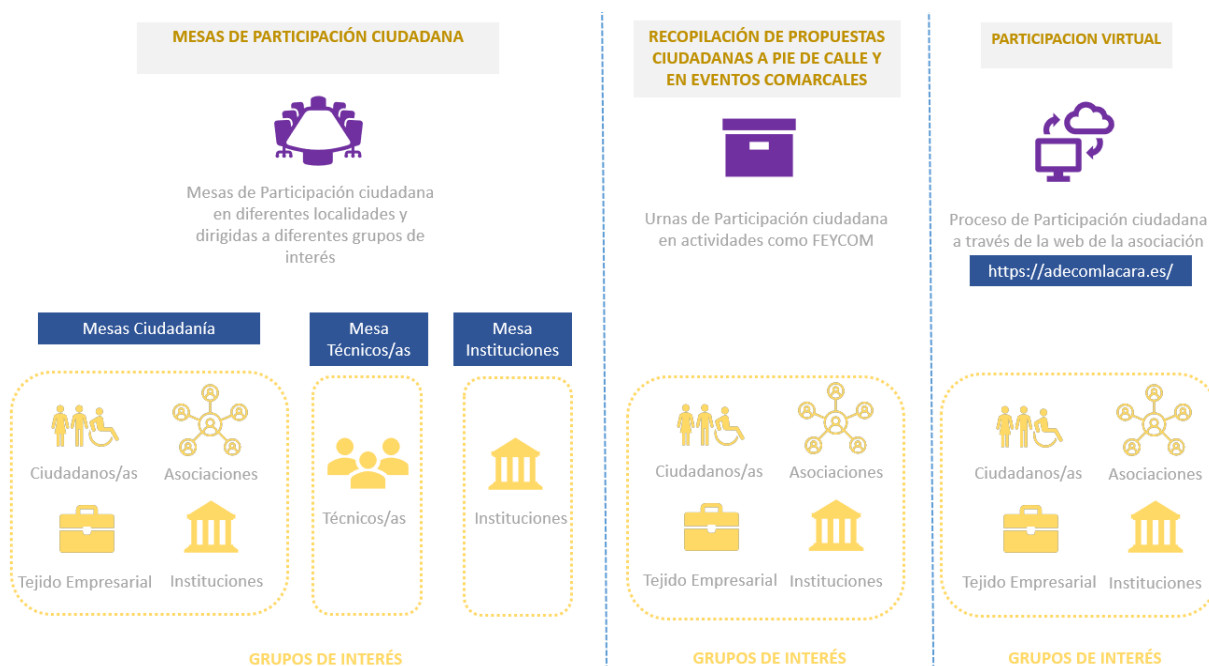 MESAS DE PARTICIPACIÓN CIUDADANA
Mesas de Participación ciudadana
en diferentes localidades y
dirigidas a diferentes grupos de
interés
Mesas Ciudadanía
Mesa
Técnicos/as
Mesa
Instituciones
Ciudadanos/as
Asociaciones
Tejido Empresarial
Instituciones
Técnicos/as
Instituciones
GRUPOS DE INTERÉS
RECOPILACIÓN DE PROPUESTAS
CIUDADANAS A PIE DE CALLE Y
EN EVENTOS COMARCALES
Urnas de Participación ciudadana
en actividades como FEYCOM
Ciudadanos/as
Asociaciones
Tejido Empresarial
Instituciones
GRUPOS DE INTERÉS
PARTICIPACION VIRTUAL
Proceso de Participación ciudadana
a través de la web de la asociación
https://adecomlacara.es/
Ciudadanos/as
Asociaciones
Tejido Empresarial
Instituciones
GRUPOS DE INTERÉS